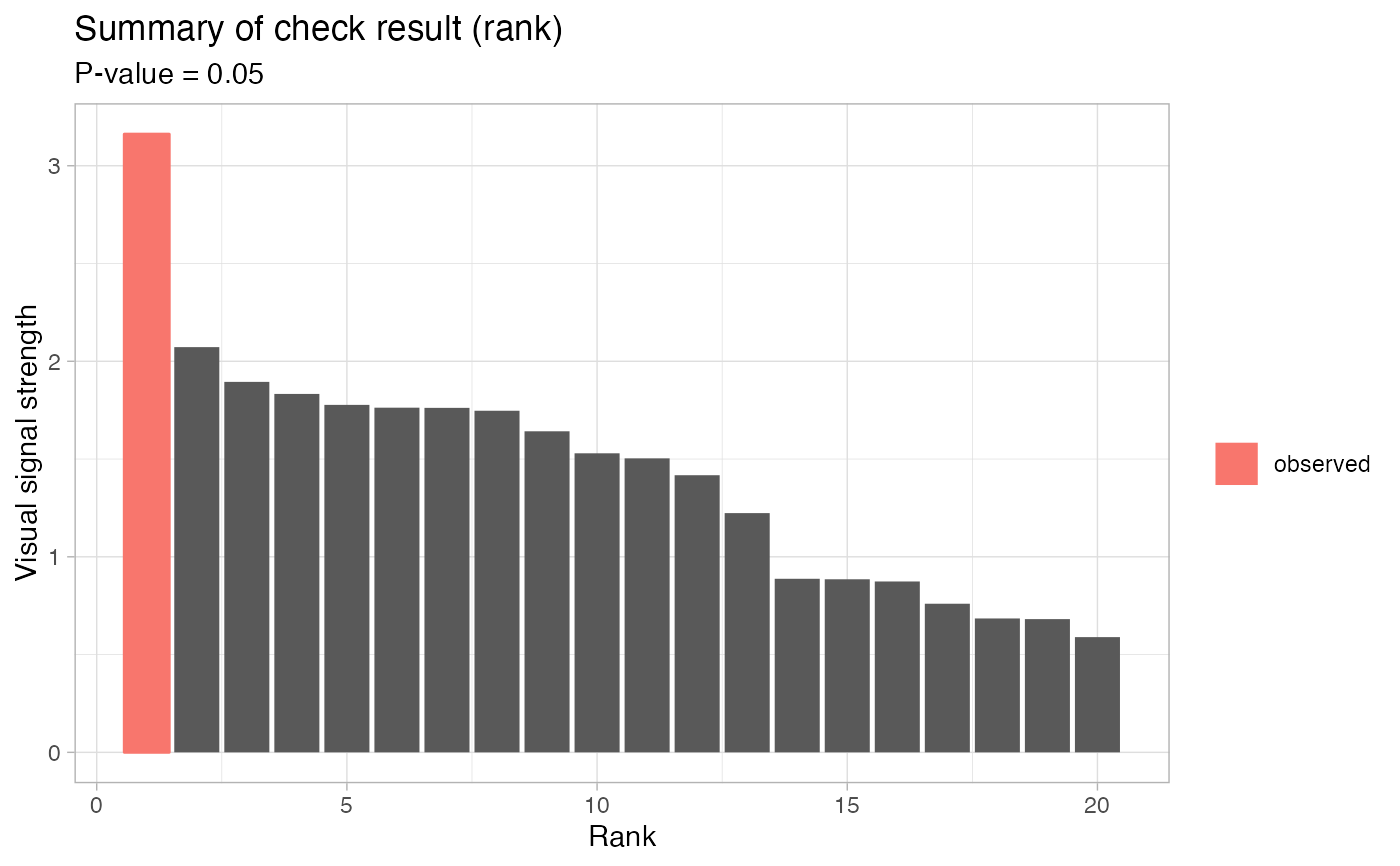 Summary of check result (rank)
P-value = 0.05
Visual signal strength
3
2
1
0
0 5 10 15 20
Rank
observed